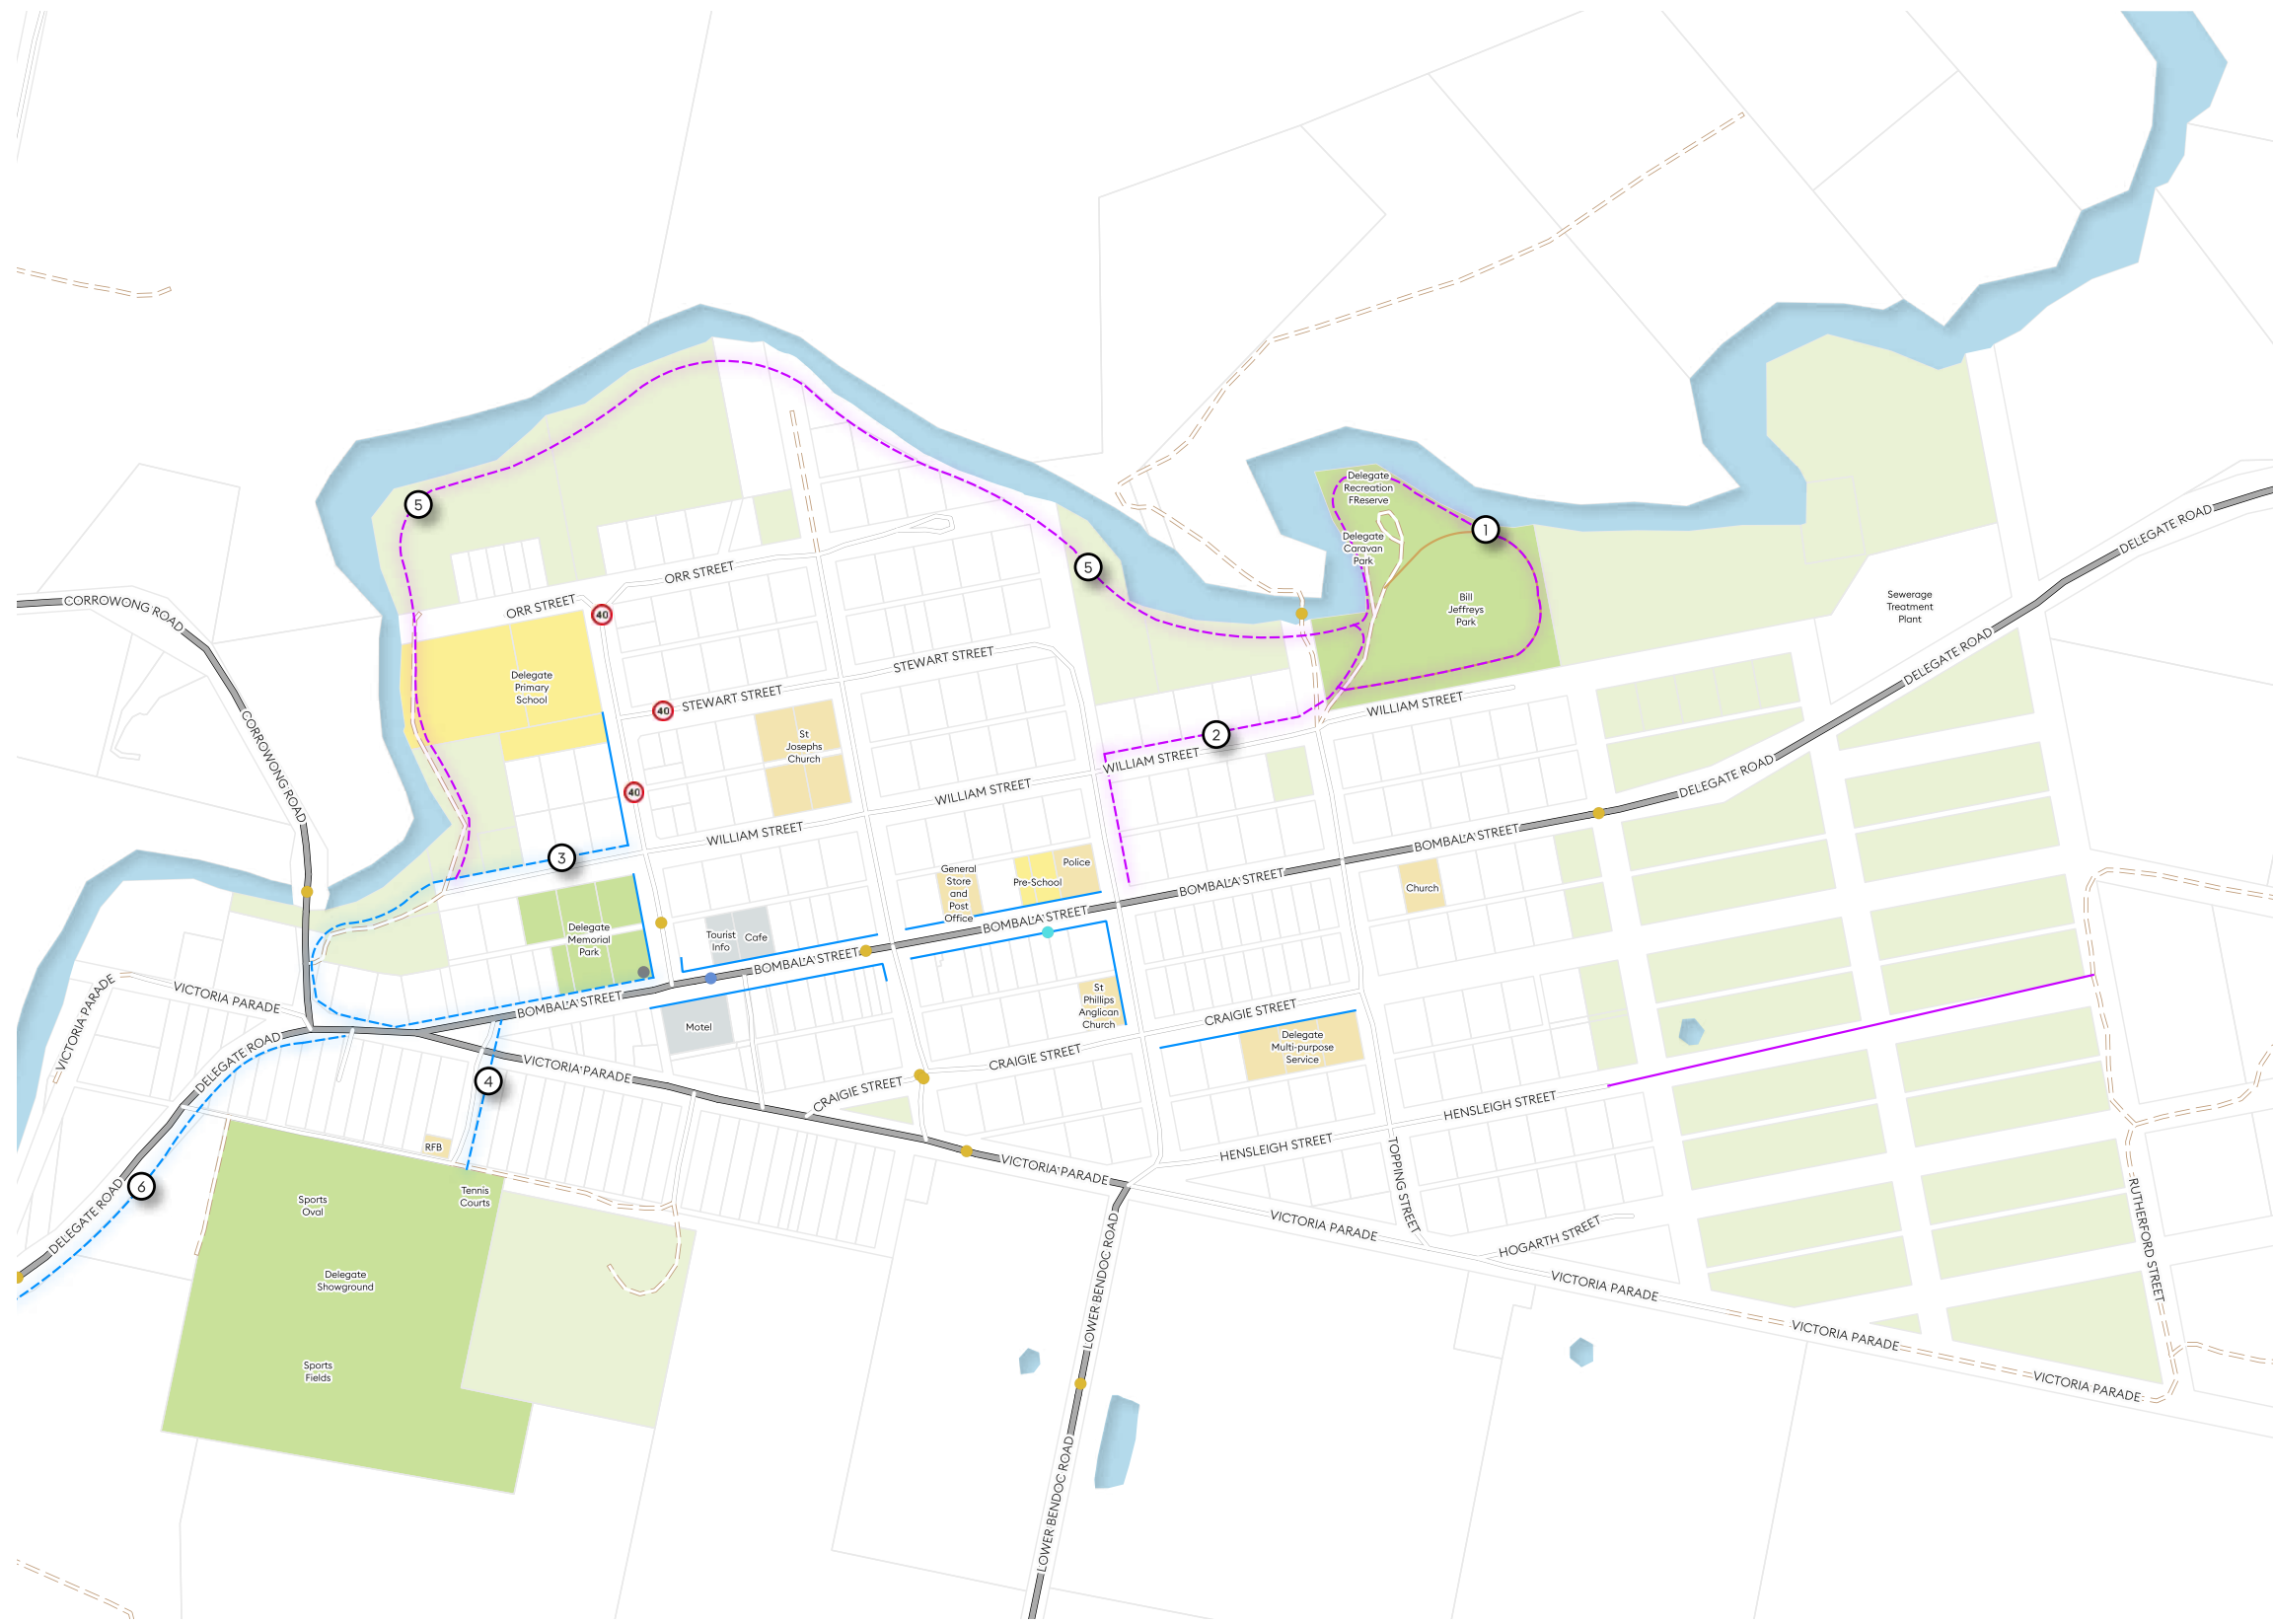 Delegate
Recreation
FReserve
5
DELEGATE ROAD
1
Delegate
Caravan
Park
5
ORR STREET
Bill
Jeffreys
Park
Sewerage
Treatment
Plant
CORROWONG ROAD
ORR STREET
40
DELEGATE ROAD
STEWART STREET
Delegate
Primary
School
STEWART STREET
40
WILLIAM STREET
CORROWONG ROAD
2
St
Josephs
Church
WILLIAM STREET
DELEGATE ROAD
40
WILLIAM STREET
WILLIAM STREET
BOMBALA STREET
3
Police
General
Store
and
Post
Office
Pre-School
BOMBALA STREET
Church
BOMBALA STREET
Delegate
Memorial
Park
Tourist
Info
Cafe
BOMBALA STREET
VICTORIA PARADE
VICTORIA PARADE
BOMBALA STREET
St
Phillips
Anglican
Church
CRAIGIE STREET
Motel
Delegate
Multi-purpose
Service
DELEGATE ROAD
VICTORIA PARADE
CRAIGIE STREET
4
CRAIGIE STREET
HENSLEIGH STREET
RFB
HENSLEIGH STREET
VICTORIA PARADE
TOPPING STREET
6
Sports
Oval
Tennis
Courts
DELEGATE ROAD
VICTORIA PARADE
HOGARTH STREET
RUTHERFORD STREET
Delegate
Showground
LOWER BENDOC ROAD
VICTORIA PARADE
VICTORIA PARADE
Sports
Fields
VICTORIA PARADE
LOWER BENDOC ROAD